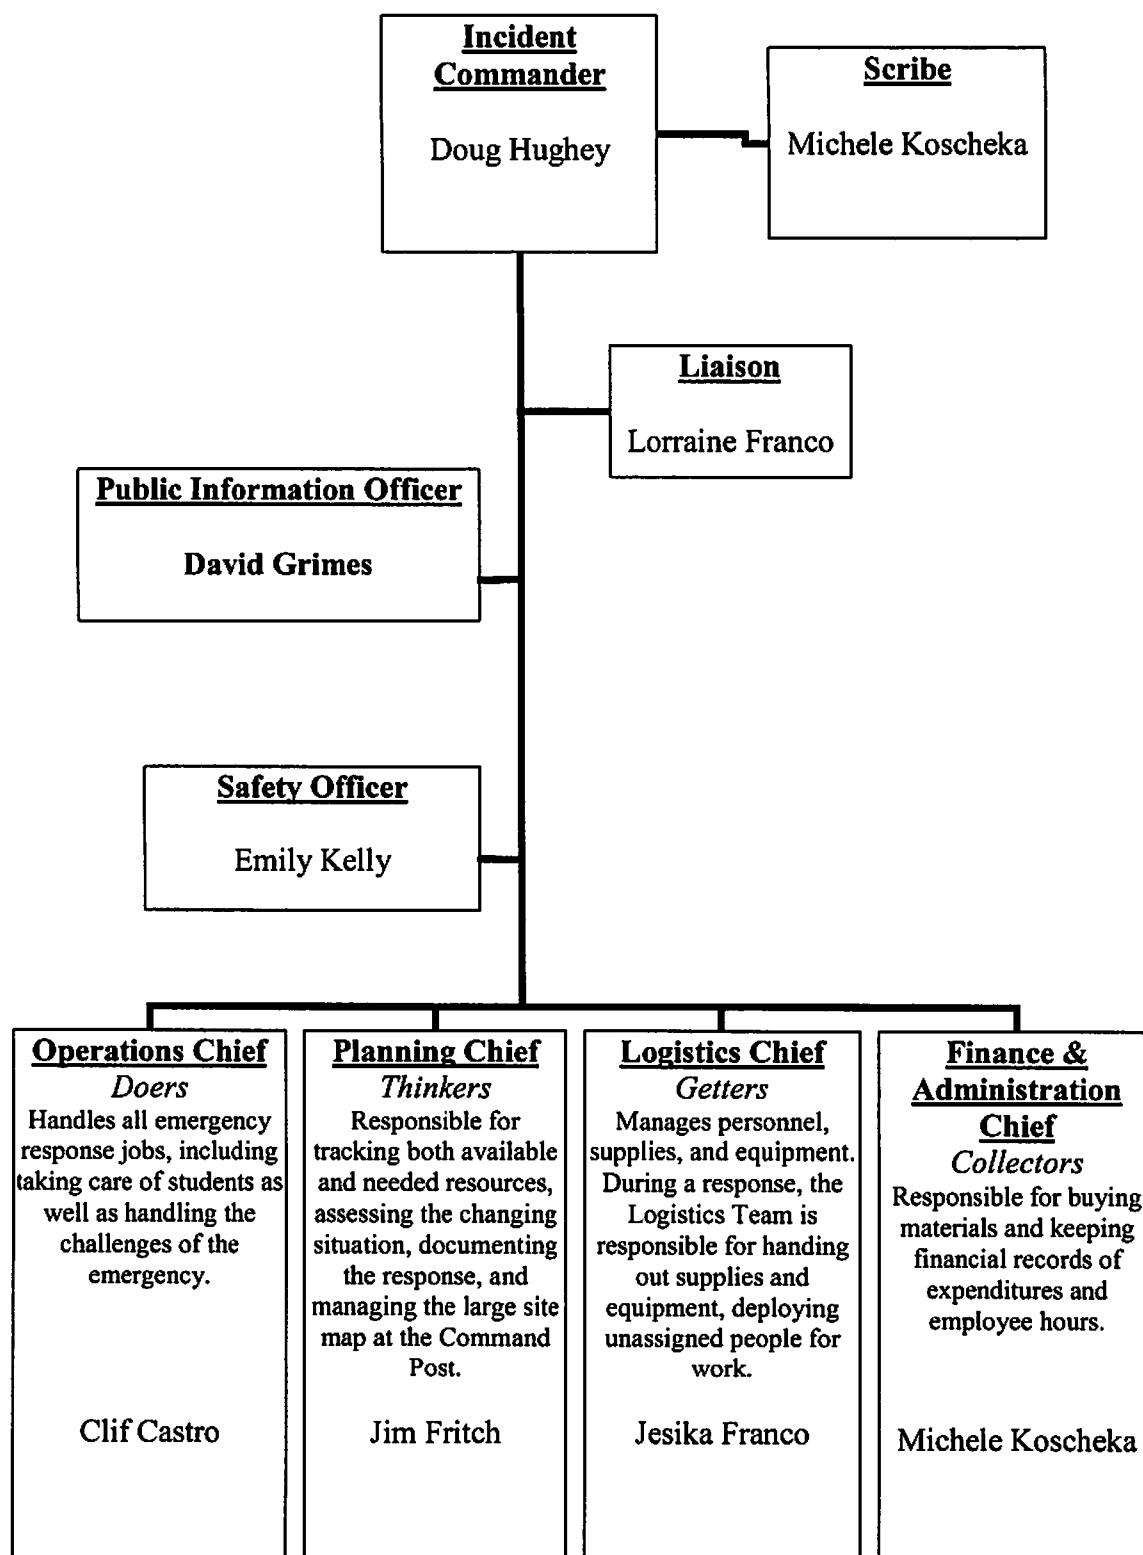 Incident
Commander
Doug Hughey
Scribe
Michele Koscheka
Liaison
Lorraine Franco
Public Information Officer
David Grimes
Safety Officer
Emily Kelly
Operations Chief
Doers
Handles all emergency
response jobs, including
taking care of students as
well as handling the
challenges of the
emergency.
Clif Castro
Planning Chief
Thinkers
Responsible for
tracking both available
and needed resources,
assessing the changing
situation, documenting
the response, and
managing the large site
map at the Command
Post.
Jim Fritch
Logistics Chief
Getters
Manages personnel,
supplies, and equipment.
During a response, the
Logistics Team is
responsible for handing
out supplies and
equipment, deploying
unassigned people for
work.
Jesika Franco
Finance &
Administration
Chief
Collectors
Responsible for buying
materials and keeping
financial records of
expenditures and
employee hours.
Michele Koscheka